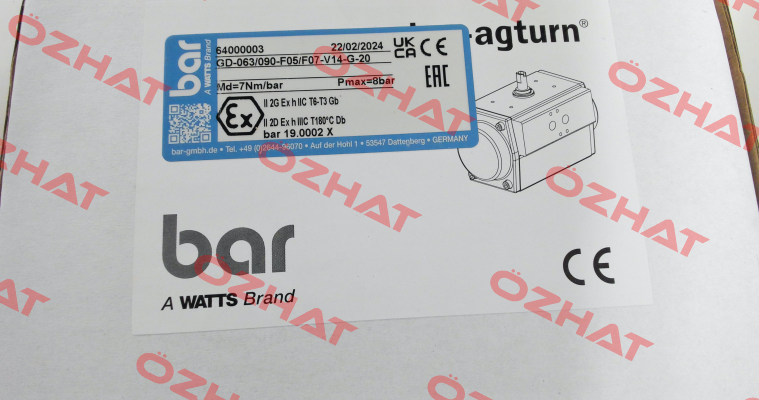 bar
A WATTS Brand
64000003 22/02/2024
GD-063/090-F05/F07-V14-G-20
Md=7Nm/bar Pmax=8bar
UK CA CE
EAC
Ex
II 2G Ex h IIC T6-T3 Gb
II 2D Ex h IIIC T180°C Db
bar 19.0002 X
bar-gmbh.de • Tel. +49 (0)2644-96070 • Auf der Hohl 1 • 53547 Dattenberg • GERMANY
-agturn®
bar
A WATTS Brand
CE
ÖZHAT
ÖZHAT
ÖZHAT
ÖZHAT
ÖZHAT
ÖZHAT
ÖZHAT
ÖZHAT
ÖZHAT